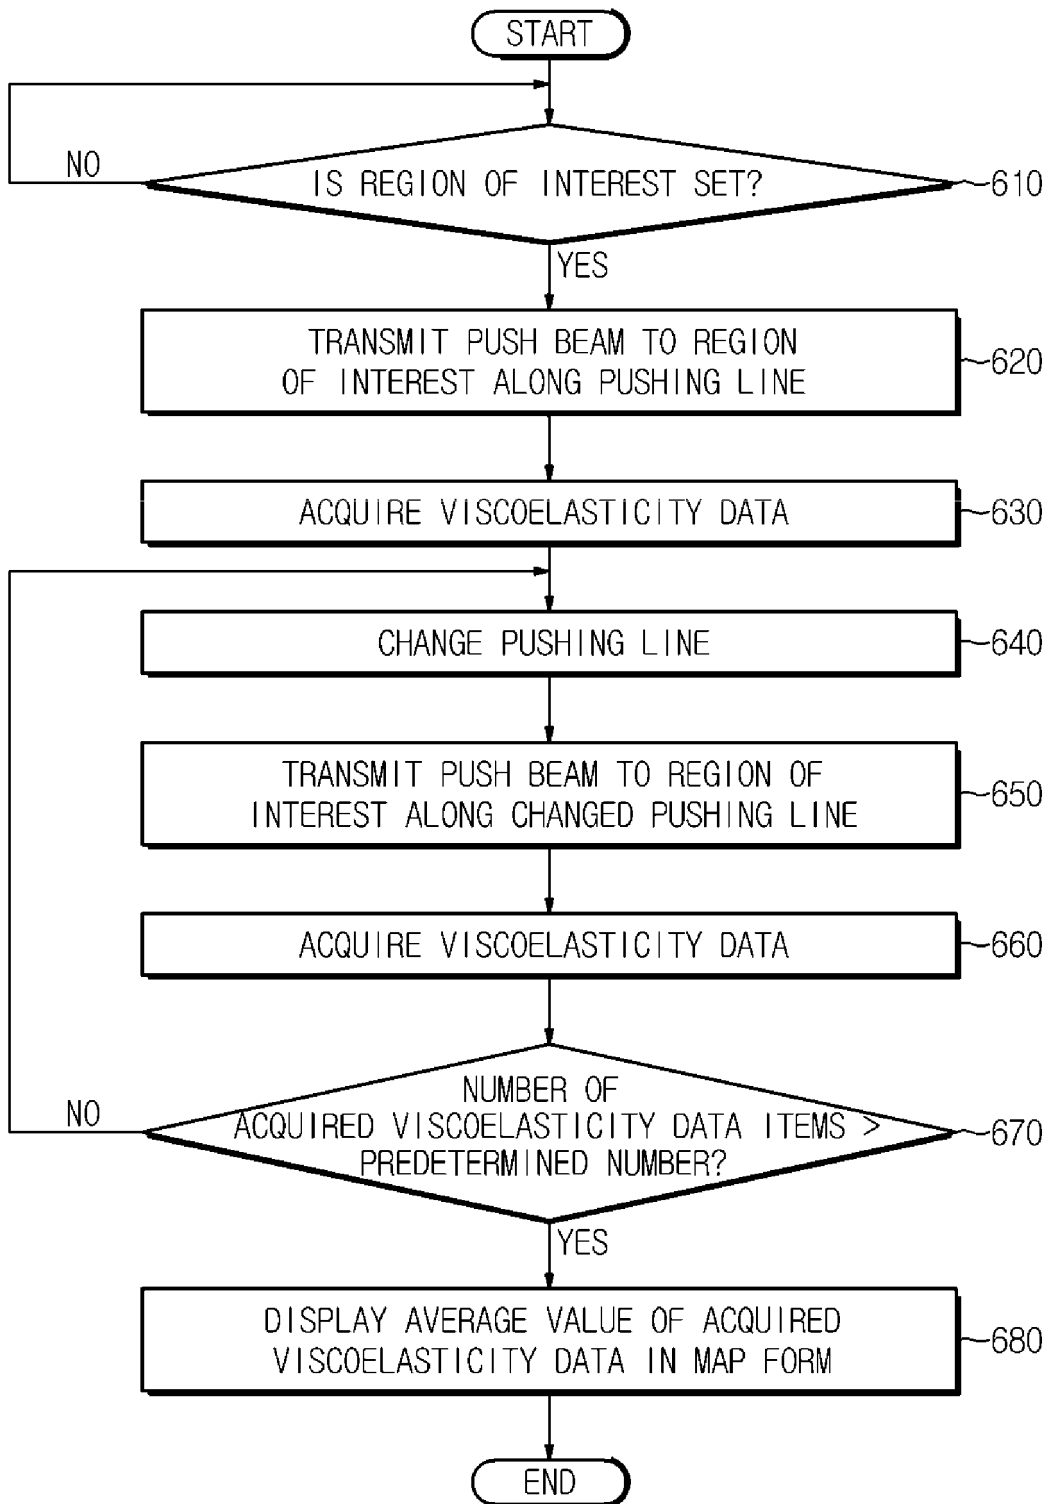 START
NO
IS REGION OF INTEREST SET?
610
YES
TRANSMIT PUSH BEAM TO REGION
OF INTEREST ALONG PUSHING LINE
620
ACQUIRE VISCOELASTICITY DATA
630
CHANGE PUSHING LINE
640
TRANSMIT PUSH BEAM TO REGION OF
INTEREST ALONG CHANGED PUSHING LINE
650
ACQUIRE VISCOELASTICITY DATA
660
NO
NUMBER OF
ACQUIRED VISCOELASTICITY DATA ITEMS >
PREDETERMINED NUMBER?
670
YES
DISPLAY AVERAGE VALUE OF ACQUIRED
VISCOELASTICITY DATA IN MAP FORM
680
END